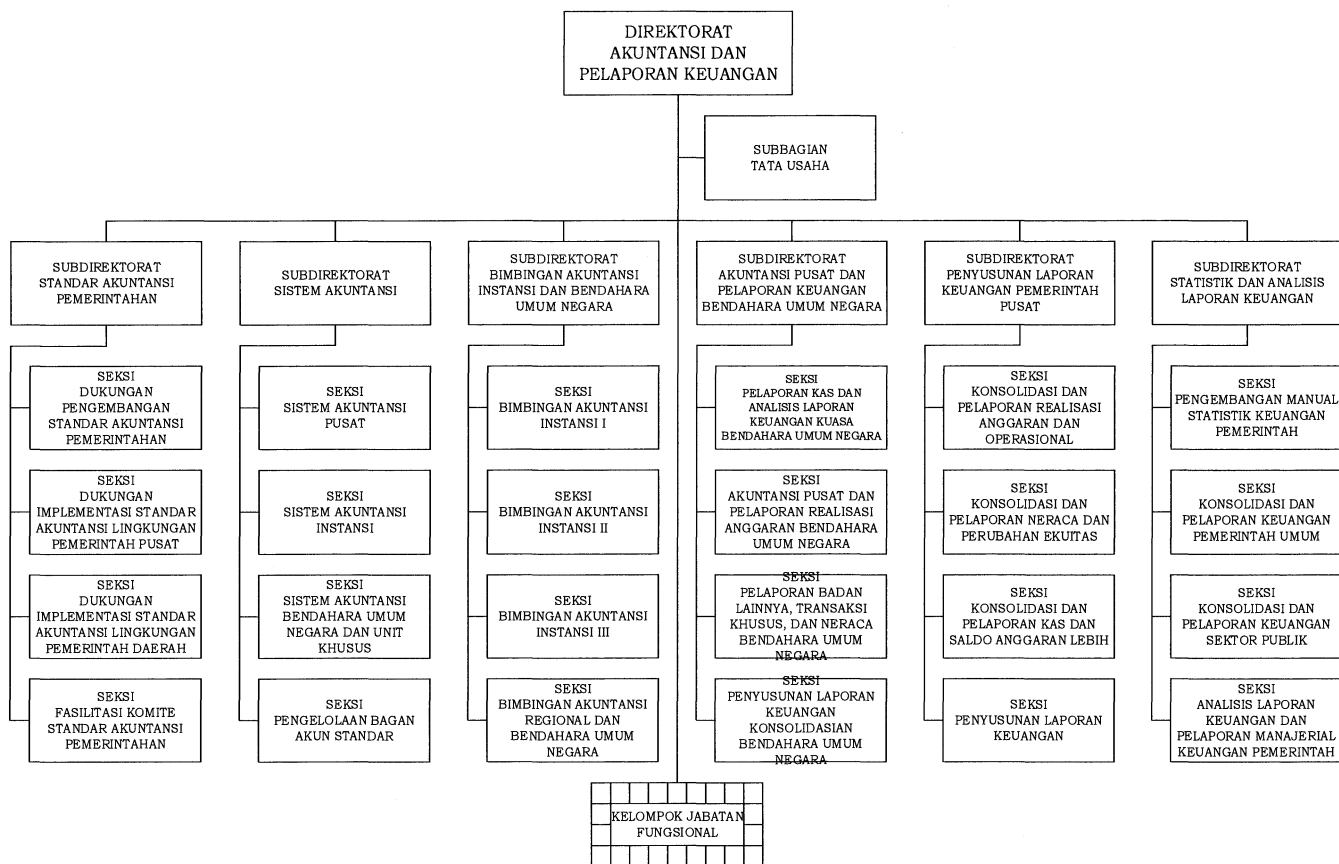 DIREKTORAT
AKUNTANSI DAN
PELAPORAN KEUANGAN
SUBBAGIAN
TATA USAHA
SUBDIREKTORAT
STANDAR AKUNTANSI
PEMERINTAHAN
SEKSI
DUKUNGAN
PENGEMBANGAN
STANDAR AKUNTANSI
PEMERINTAHAN
SEKSI
DUKUNGAN
IMPLEMENTASI STANDAR
AKUNTANSI LINGKUNGAN
PEMERINTAH PUSAT
SEKSI
DUKUNGAN
IMPLEMENTASI STANDAR
AKUNTANSI LINGKUNGAN
PEMERINTAH DAERAH
SEKSI
FASILITASI KOMITE
STANDAR AKUNTANSI
PEMERINTAHAN
SUBDIREKTORAT
SISTEM AKUNTANSI
SEKSI
SISTEM AKUNTANSI
PUSAT
SEKSI
SISTEM AKUNTANSI
INSTANSI
SEKSI
SISTEM AKUNTANSI
BENDAHARA UMUM
NEGARA DAN UNIT
KHUSUS
SEKSI
PENGELOLAAN BAGAN
AKUN STANDAR
SUBDIREKTORAT
BIMBINGAN AKUNTANSI
INSTANSI DAN BENDAHARA
UMUM NEGARA
SEKSI
BIMBINGAN AKUNTANSI
INSTANSI I
SEKSI
BIMBINGAN AKUNTANSI
INSTANSI II
SEKSI
BIMBINGAN AKUNTANSI
INSTANSI III
SEKSI
BIMBINGAN AKUNTANSI
REGIONAL DAN
BENDAHARA UMUM
NEGARA
SUBDIREKTORAT
AKUNTANSI PUSAT DAN
PELAPORAN KEUANGAN
BENDAHARA UMUM NEGARA
SEKSI
PELAPORAN KAS DAN
ANALISIS LAPORAN
KEUANGAN KUASA
BENDAHARA UMUM NEGARA
SEKSI
AKUNTANSI PUSAT DAN
PELAPORAN REALISASI
ANGGARAN BENDAHARA
UMUM NEGARA
SEKSI
PELAPORAN BADAN
LAINNYA, TRANSAKSI
KHUSUS, DAN NERACA
BENDAHARA UMUM
NEGARA
SEKSI
PENYUSUNAN LAPORAN
KEUANGAN
KONSOLIDASIAN
BENDAHARA UMUM
NEGARA
SUBDIREKTORAT
PENYUSUNAN LAPORAN
KEUANGAN PEMERINTAH
PUSAT
SEKSI
KONSOLIDASI DAN
PELAPORAN REALISASI
ANGGARAN DAN
OPERASIONAL
SEKSI
KONSOLIDASI DAN
PELAPORAN NERACA DAN
PERUBAHAN EKUITAS
SEKSI
KONSOLIDASI DAN
PELAPORAN KAS DAN
SALDO ANGGARAN LEBIH
SEKSI
PENYUSUNAN LAPORAN
KEUANGAN
SUBDIREKTORAT
STATISTIK DAN ANALISIS
LAPORAN KEUANGAN
SEKSI
PENGEMBANGAN MANUAL
STATISTIK KEUANGAN
PEMERINTAH
SEKSI
KONSOLIDASI DAN
PELAPORAN KEUANGAN
PEMERINTAH UMUM
SEKSI
KONSOLIDASI DAN
PELAPORAN KEUANGAN
SEKTOR PUBLIK
SEKSI
ANALISIS LAPORAN
KEUANGAN DAN
PELAPORAN MANAJERIAL
KEUANGAN PEMERINTAH
KELOMPOK JABATAN
FUNGSIONAL